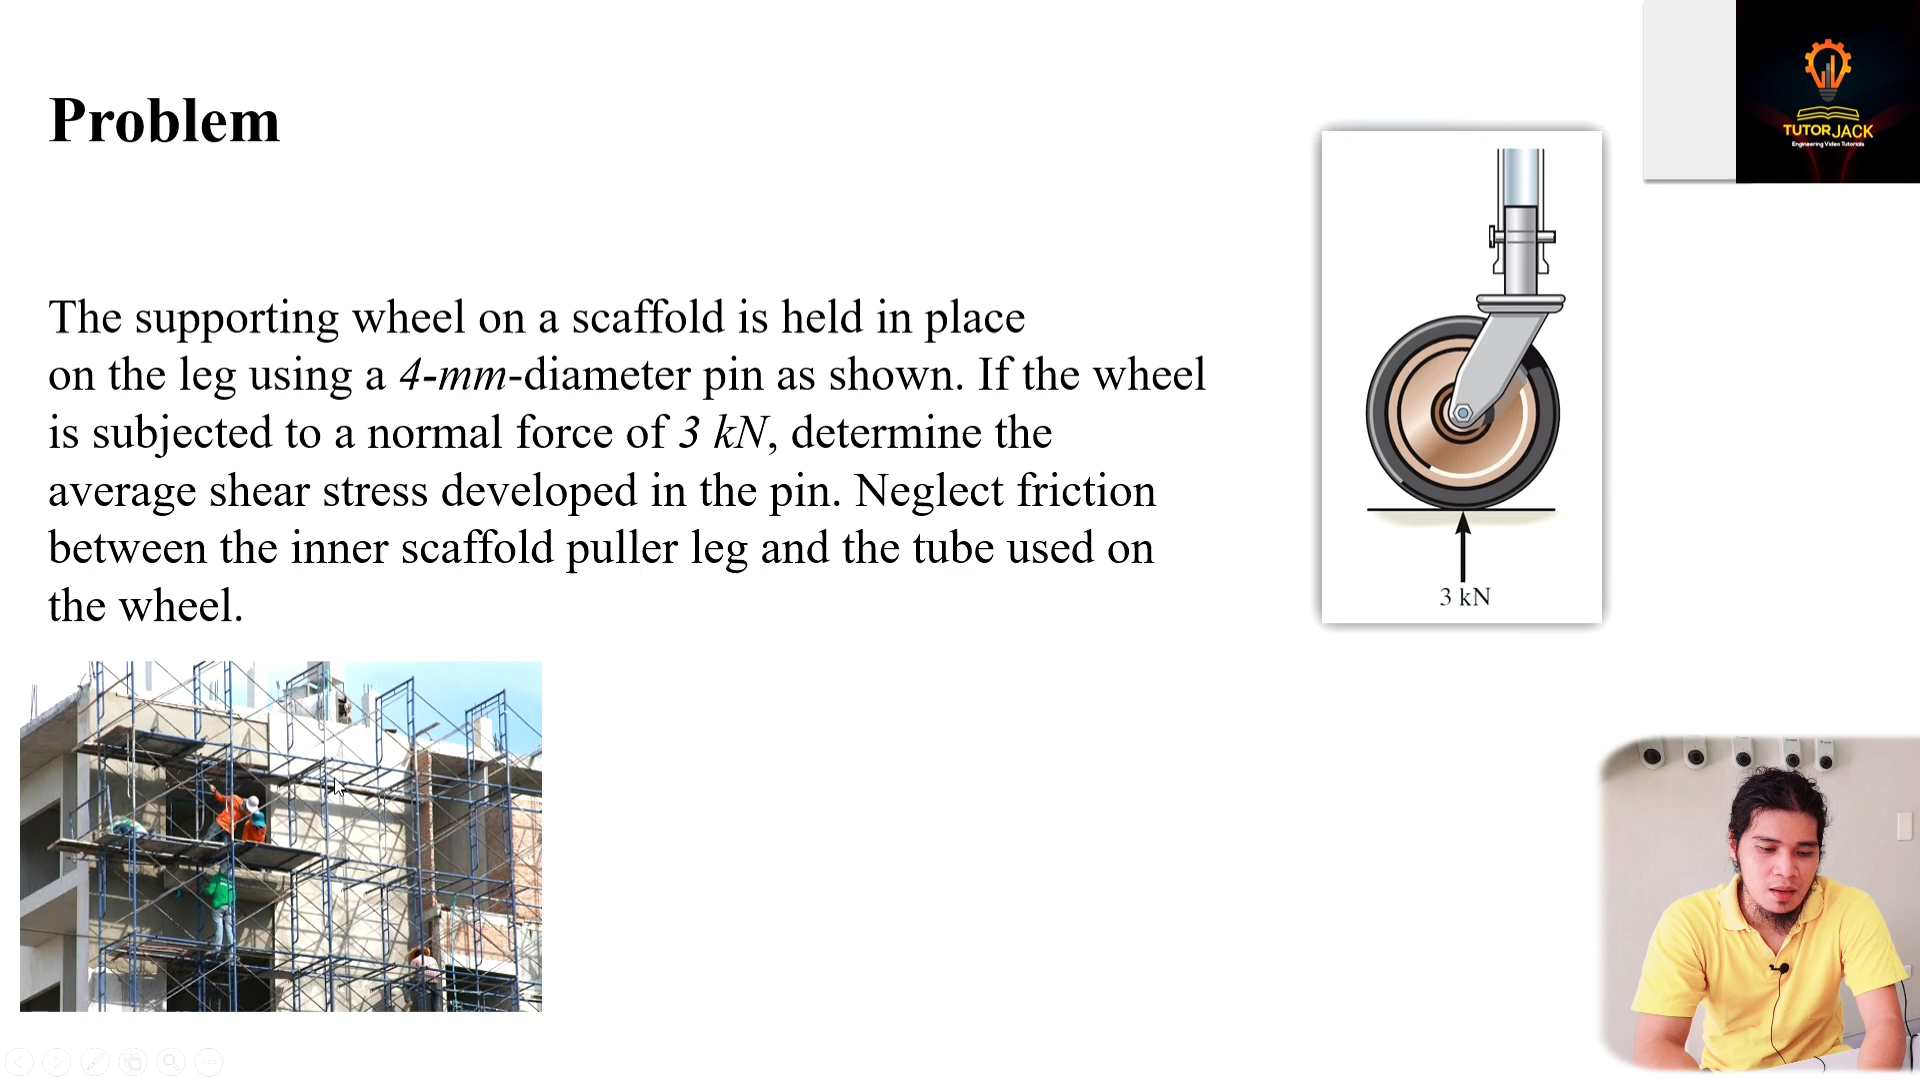 Problem
The supporting wheel on a scaffold is held in place
on the leg using a 4-mm-diameter pin as shown. If the wheel
is subjected to a normal force of 3 kN, determine the
average shear stress developed in the pin. Neglect friction
between the inner scaffold puller leg and the tube used on
the wheel.
3 kN
TUTORJACK
Engineering Video Tutorials